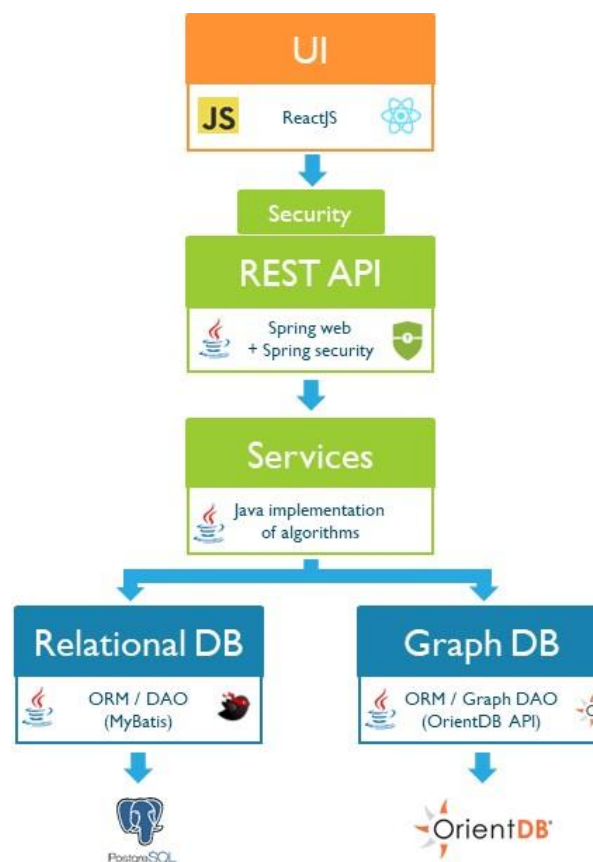 UI
JS
ReactJS
Security
REST API
Spring web
+ Spring security
Services
Java implementation
of algorithms
Relational DB
Graph DB
ORM / DAO
(MyBatis)
ORM / Graph DAO
(OrientDB API)
PostgreSQL
OrientDB